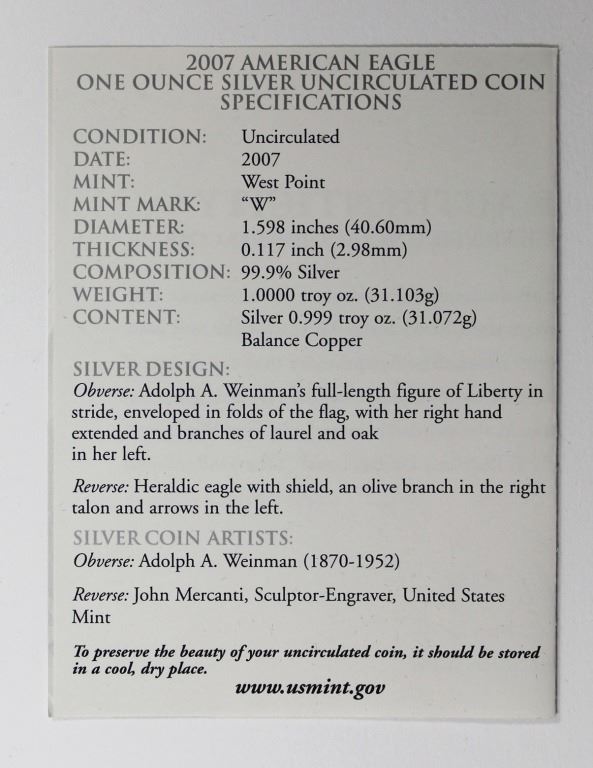 2007 AMERICAN EAGLE
ONE OUNCE SILVER UNCIRCULATED COIN
SPECIFICATIONS
CONDITION: Uncirculated
DATE: 2007
MINT: West Point
MINT MARK: “W”
DIAMETER: 1.598 inches (40.60mm)
THICKNESS: 0.117 inch (2.98mm)
COMPOSITION: 99.9% Silver
WEIGHT: 1.0000 troy oz. (31.103g)
CONTENT: Silver 0.999 troy oz. (31.072g)
Balance Copper
SILVER DESIGN:
Obverse: Adolph A. Weinman’s full-length figure of Liberty in
stride, enveloped in folds of the flag, with her right hand
extended and branches of laurel and oak
in her left.
Reverse: Heraldic eagle with shield, an olive branch in the right
talon and arrows in the left.
SILVER COIN ARTISTS:
Obverse: Adolph A. Weinman (1870-1952)
Reverse: John Mercanti, Sculptor-Engraver, United States
Mint
To preserve the beauty of your uncirculated coin, it should be stored
in a cool, dry place.
www.usmint.gov